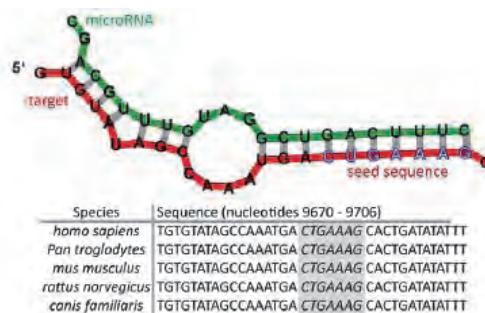 C G A C G U U U G U A G G C U G A C U U U C
microRNA
5'
G U G U A U A G C C A A A U G A C U G A A A G C
target
seed sequence
Species Sequence (nucleotides 9670 - 9706)
homo sapiens TGTGTATAGCCAAATGA CTGAAAG CACTGATATATTT
Pan troglodytes TGTGTATAGCCAAATGA CTGAAAG CACTGATATATTT
mus musculus TGTGTATAGCCAAATGA CTGAAAG CACTGATATATTT
rattus norvegicus TGTGTATAGCCAAATGA CTGAAAG CACTGATATATTT
canis familiaris TGTGTATAGCCAAATGA CTGAAAG CACTGATATATTT